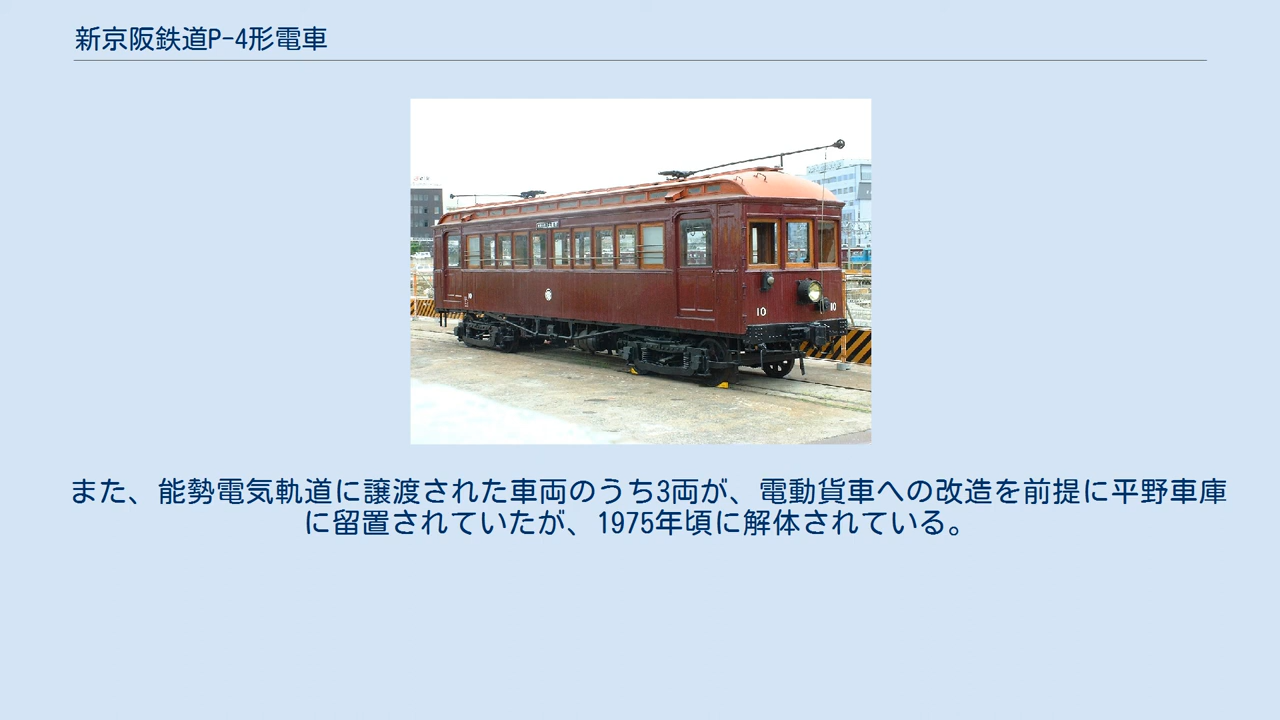 新京阪鉄道P-4形電車
10
10
また、能勢電気軌道に譲渡された車両のうち3両が、電動貨車への改造を前提に平野車庫
に留置されていたが、1975年頃に解体されている。